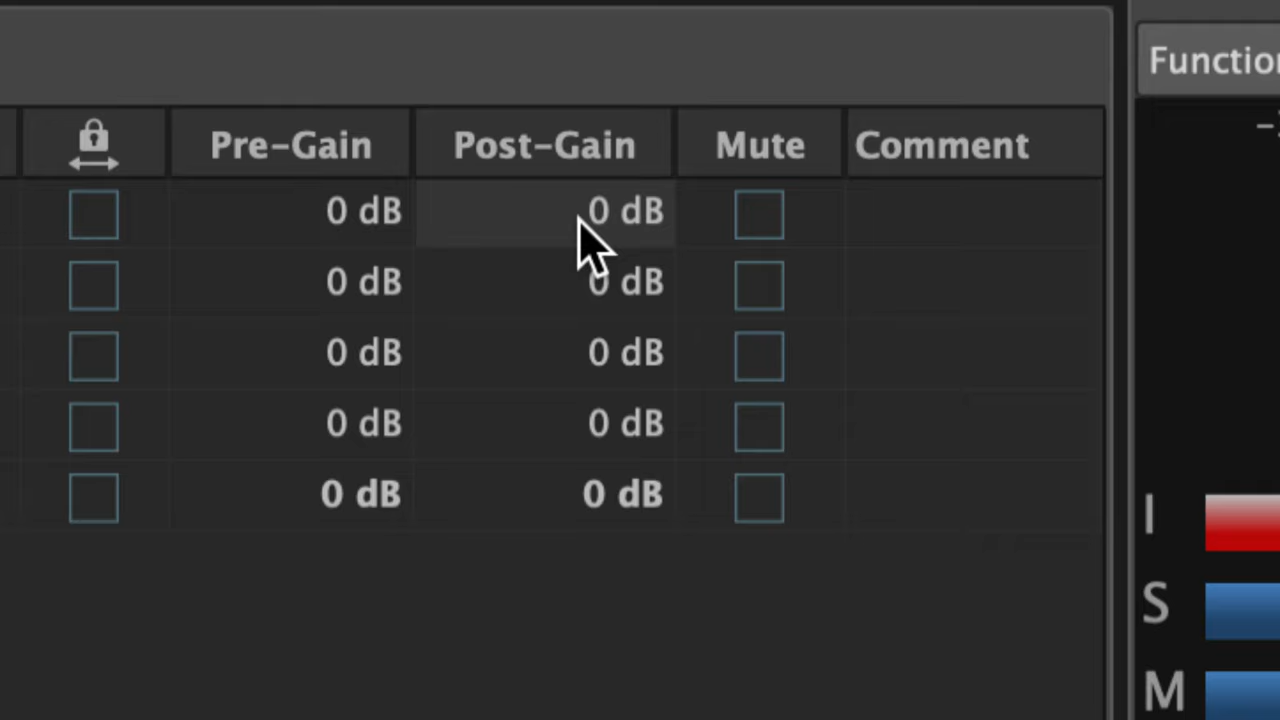 Function
Pre-Gain Post-Gain Mute Comment
0 dB 0 dB
0 dB 0 dB
0 dB 0 dB
0 dB 0 dB
0 dB 0 dB
I
S
M